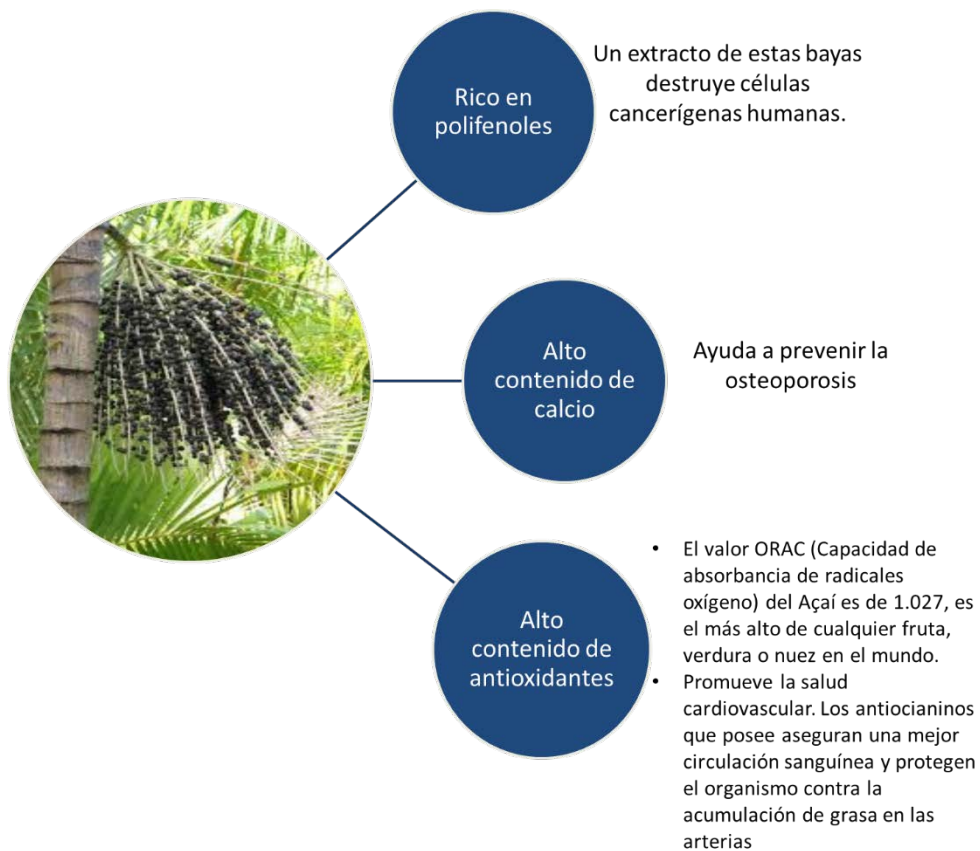 Rico en
polifenoles
Un extracto de estas bayas
destruye células
cancerígenas humanas.
Alto
contenido de
calcio
Ayuda a prevenir la
osteoporosis
Alto
contenido de
antioxidantes
• El valor ORAC (Capacidad de
absorbancia de radicales
oxígeno) del Açaí es de 1.027, es
el más alto de cualquier fruta,
verdura o nuez en el mundo.
• Promueve la salud
cardiovascular. Los antiocianinos
que posee aseguran una mejor
circulación sanguínea y protegen
el organismo contra la
acumulación de grasa en las
arterias